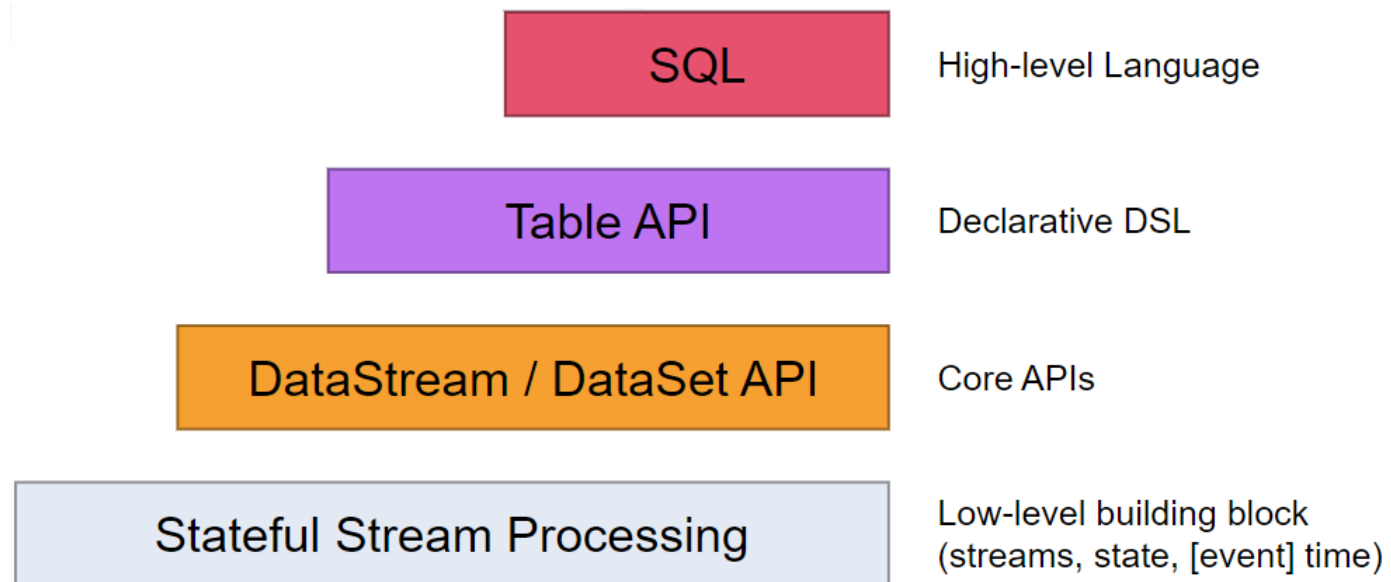 SQL
High-level Language
Table API
Declarative DSL
DataStream / DataSet API
Core APIs
Stateful Stream Processing
Low-level building block
(streams, state, [event] time)